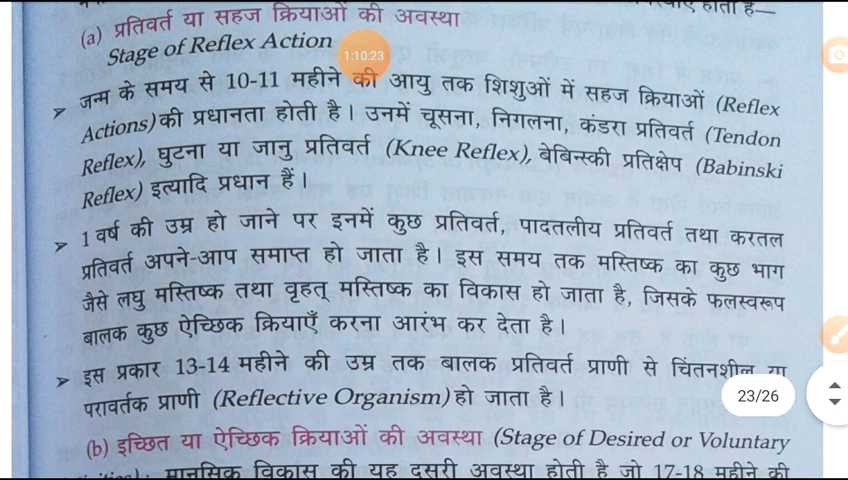 होता है—
(a) प्रतिवर्त या सहज क्रियाओं की अवस्था
Stage of Reflex Action
1:10:23
➤ जन्म के समय से 10-11 महीने की आयु तक शिशुओं में सहज क्रियाओं (Reflex
Actions) की प्रधानता होती है। उनमें चूसना, निगलना, कंडरा प्रतिवर्त (Tendon
Reflex), घुटना या जानु प्रतिवर्त (Knee Reflex), बेबिन्स्की प्रतिक्षेप (Babinski
Reflex) इत्यादि प्रधान हैं।
➤ 1 वर्ष की उम्र हो जाने पर इनमें कुछ प्रतिवर्त, पादतलीय प्रतिवर्त तथा करतल
प्रतिवर्त अपने-आप समाप्त हो जाता है। इस समय तक मस्तिष्क का कुछ भाग
जैसे लघु मस्तिष्क तथा वृहत् मस्तिष्क का विकास हो जाता है, जिसके फलस्वरूप
बालक कुछ ऐच्छिक क्रियाएँ करना आरंभ कर देता है।
➤ इस प्रकार 13-14 महीने की उम्र तक बालक प्रतिवर्त प्राणी से चिंतनशील या
परावर्तक प्राणी (Reflective Organism) हो जाता है।
23/26
(b) इच्छित या ऐच्छिक क्रियाओं की अवस्था (Stage of Desired or Voluntary
मानसिक विकास की यह दूसरी अवस्था होती है जो 17-18 महीने की